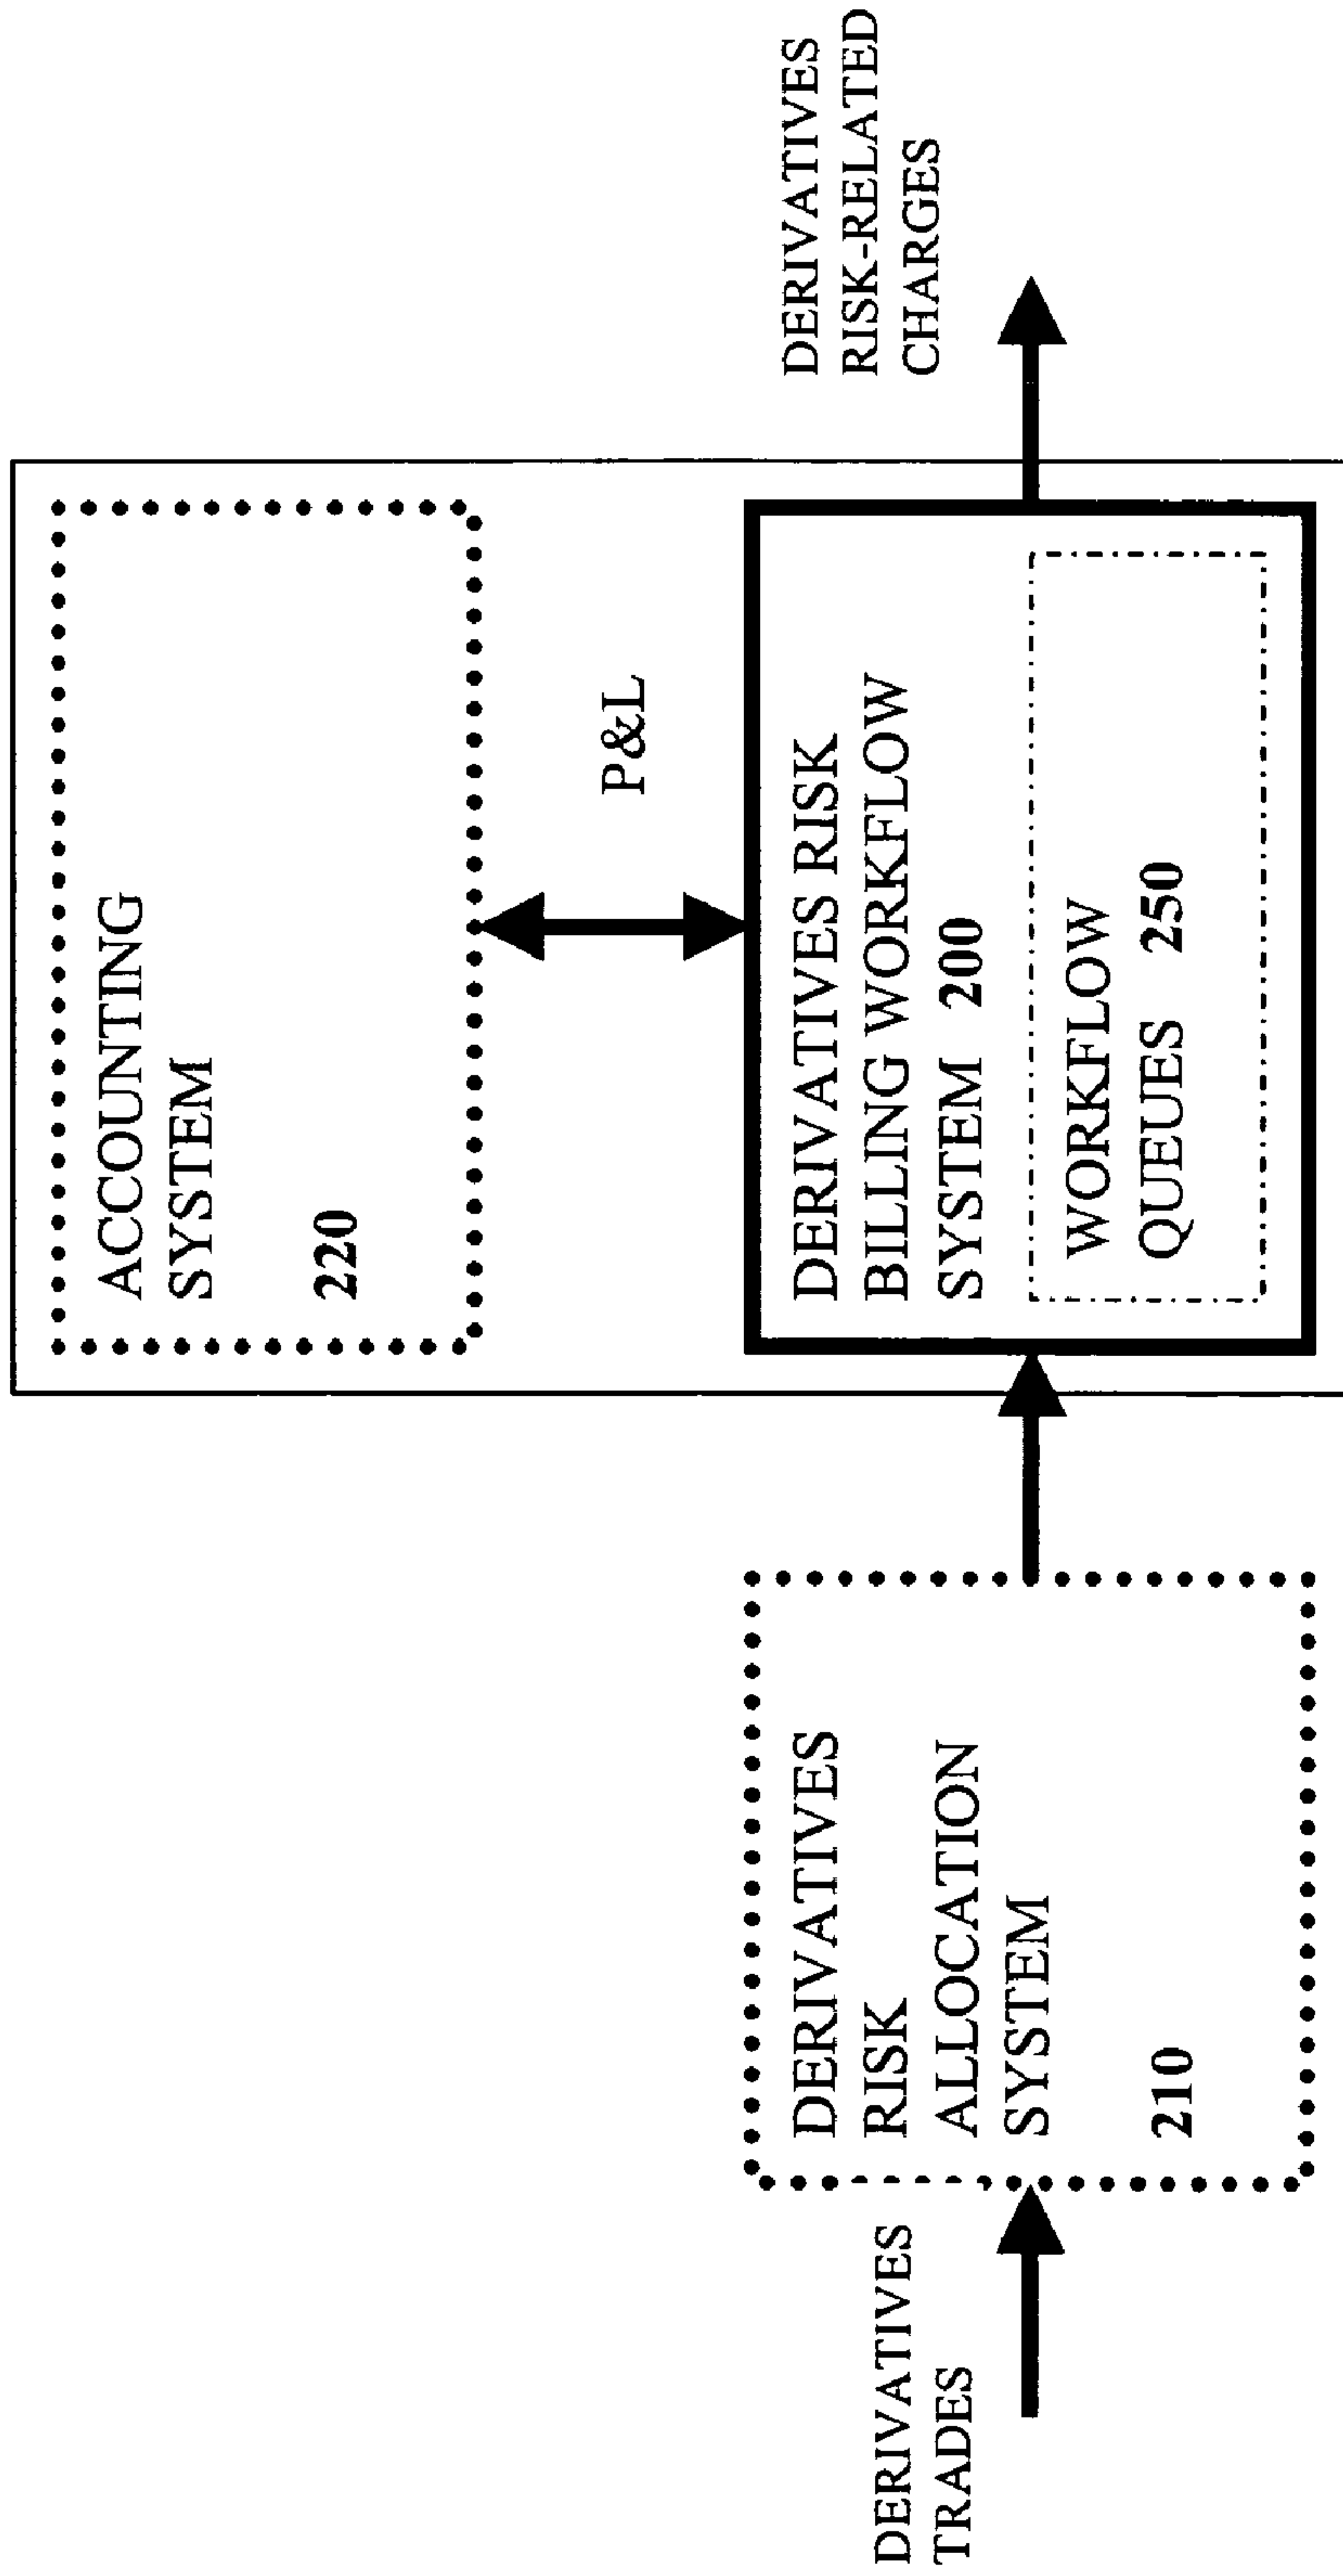 DERIVATIVES
TRADES
DERIVATIVES
RISK
ALLOCATION
SYSTEM
210
ACCOUNTING
SYSTEM
220
P&L
DERIVATIVES RISK
BILLING WORKFLOW
SYSTEM 200
WORKFLOW
QUEUES 250
DERIVATIVES
RISK-RELATED
CHARGES